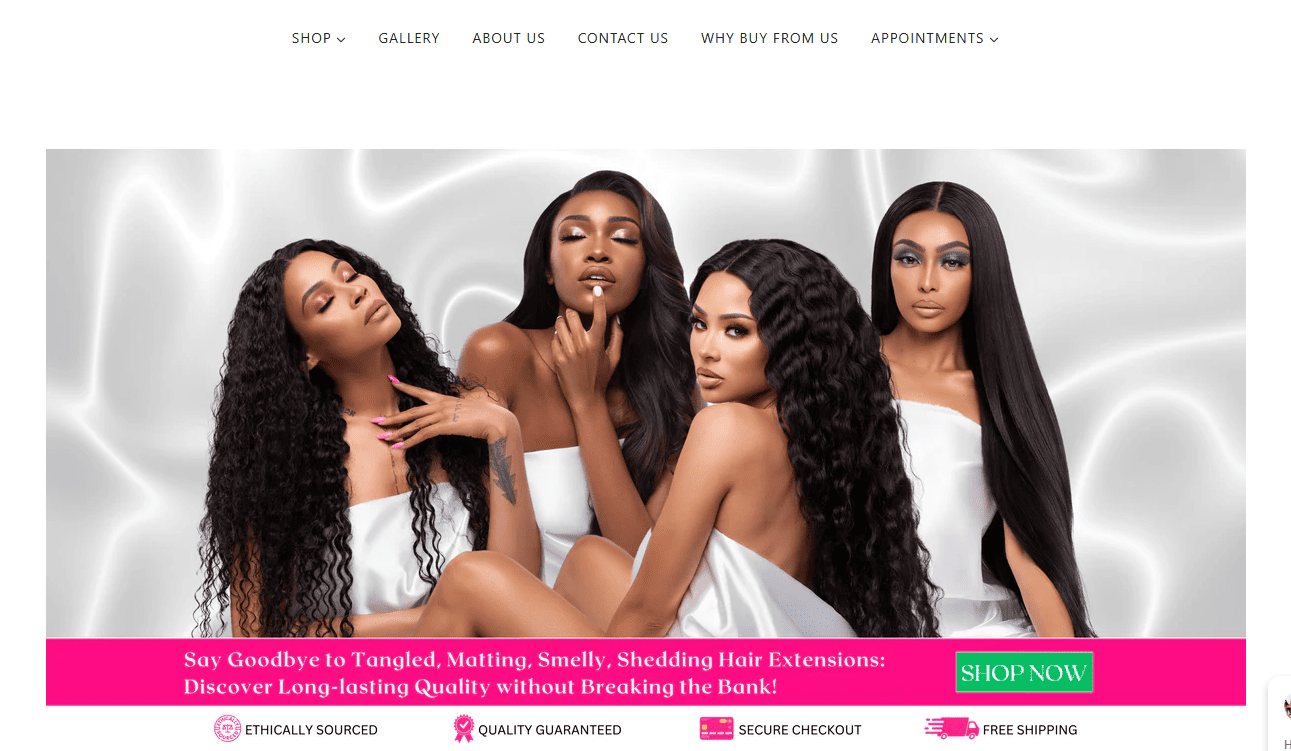 SHOP
GALLERY
ABOUT US
CONTACT US
WHY BUY FROM US
APPOINTMENTS
Say Goodbye to Tangled, Matting, Smelly, Shedding Hair Extensions:
Discover Long-lasting Quality without Breaking the Bank!
SHOP NOW
ETHICALLY SOURCED
ETHICALLY SOURCED
QUALITY GUARANTEED
SECURE CHECKOUT
FREE SHIPPING